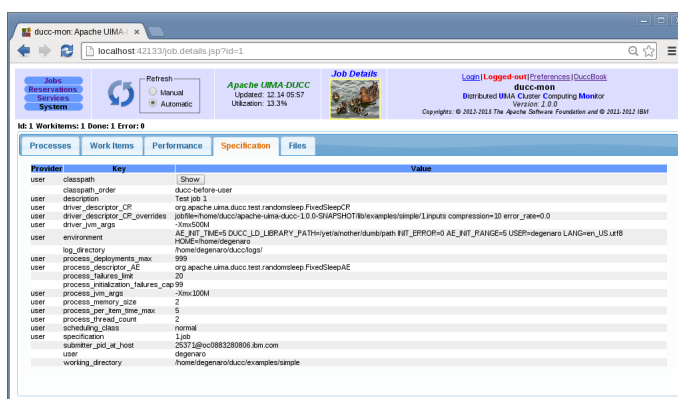 ducc-mon: Apache UIMA-
localhost:42133/job.details.jsp?id=1
Jobs
Reservations
Services
System
Refresh
Manual
Automatic
Apache UIMA-DUCC
Updated: 12.14 05:57
Utilization: 13.3%
Job Details
Login|Logged-out|Preferences|DuccBook
ducc-mon
Distributed UIMA Cluster Computing Monitor
Version: 1.0.0
Copyrights: © 2012-2013 The Apache Software Foundation and © 2011-2012 IBM
Id: 1 Workitems: 1 Done: 1 Error: 0
Processes Work Items Performance Specification Files
Provider Key Value
user classpath Show
classpath_order ducc-before-user
user description Test job 1
user driver_descriptor_CR org.apache.uima.ducc.test.randomsleep.FixedSleepCR
user driver_descriptor_CR_overrides jobfile=/home/ducc/apache-uima-ducc-1.0.0-SNAPSHOT/lib/examples/simple/1.inputs compression=10 error_rate=0.0
user driver_jvm_args -Xmx500M
user environment AE_INIT_TIME=5 DUCC_LD_LIBRARY_PATH=/yet/a/nother/dumb/path INIT_ERROR=0 AE_INIT_RANGE=5 USER=degenaro LANG=en_US.utf8
HOME=/home/degenaro
log_directory /home/degenaro/ducc/logs/
user process_deployments_max 999
user process_descriptor_AE org.apache.uima.ducc.test.randomsleep.FixedSleepAE
process_failures_limit 20
process_initialization_failures_cap 99
user process_jvm_args -Xmx100M
user process_memory_size 2
user process_per_item_time_max 5
user process_thread_count 2
user scheduling_class normal
user specification 1.job
submitter_pid_at_host 25371@oc0883280806.ibm.com
user degenaro
working_directory /home/degenaro/ducc/examples/simple